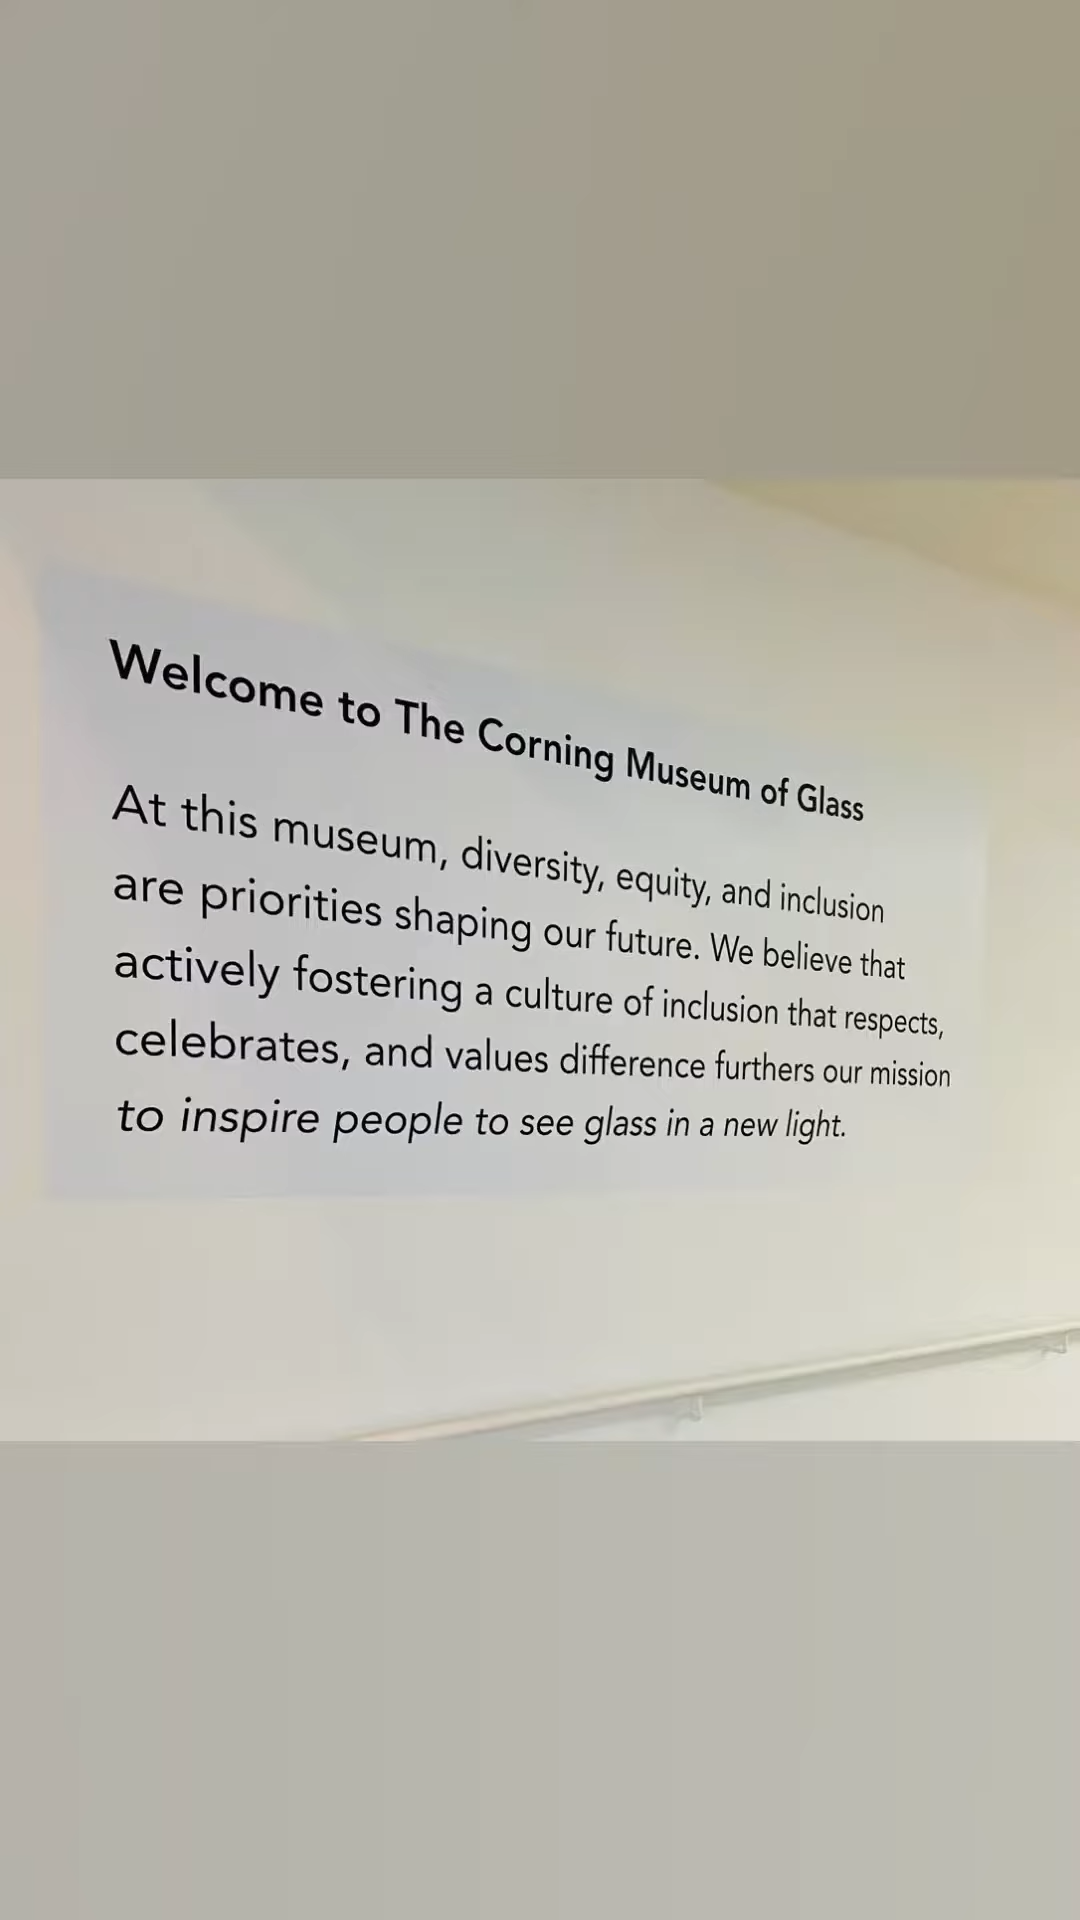 Welcome to The Corning Museum of Glass
At this museum, diversity, equity, and inclusion
are priorities shaping our future. We believe that
actively fostering a culture of inclusion that respects,
celebrates, and values difference furthers our mission
to inspire people to see glass in a new light.